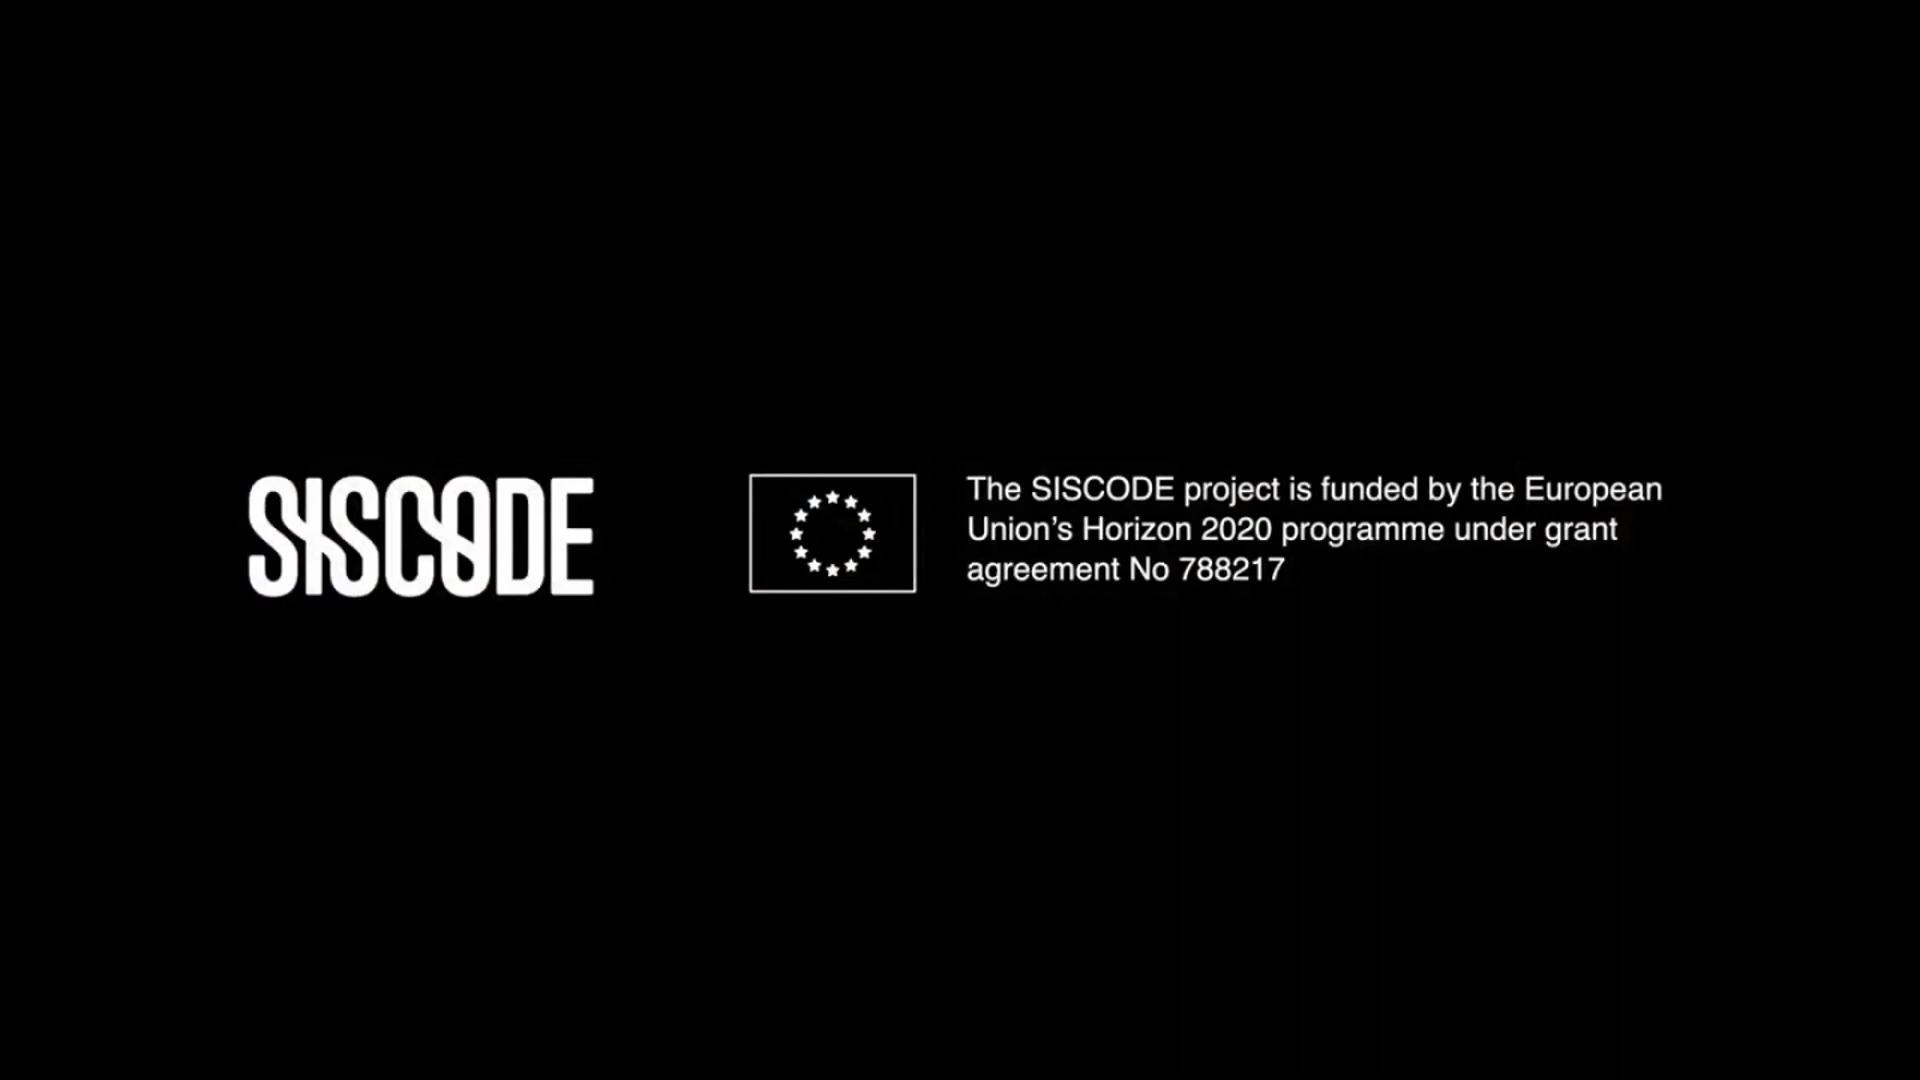 SISCODE
The SISCODE project is funded by the European
Union’s Horizon 2020 programme under grant
agreement No 788217